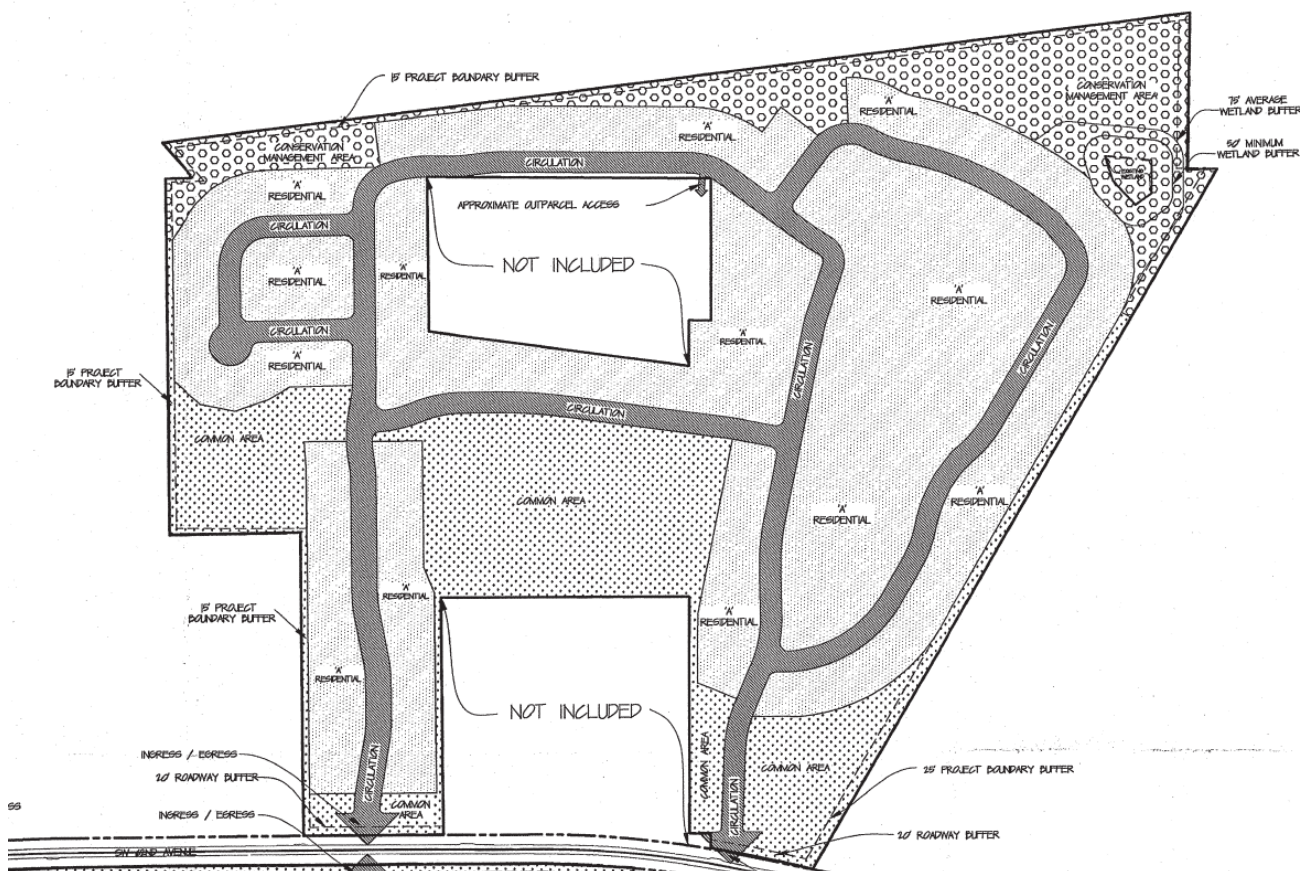 15' PROJECT BOUNDARY BUFFER
CONSERVATION
MANAGEMENT AREA
75' AVERAGE
WETLAND BUFFER
50' MINIMUM
WETLAND BUFFER
EXISTING
WETLAND
'A'
RESIDENTIAL
'A'
RESIDENTIAL
CONSERVATION
MANAGEMENT AREA
CIRCULATION
'A'
RESIDENTIAL
APPROXIMATE OUTPARCEL ACCESS
CIRCULATION
NOT INCLUDED
'A'
RESIDENTIAL
'A'
RESIDENTIAL
'A'
RESIDENTIAL
CIRCULATION
'A'
RESIDENTIAL
'A'
RESIDENTIAL
CIRCULATION
CIRCULATION
15' PROJECT
BOUNDARY BUFFER
CIRCULATION
COMMON AREA
COMMON AREA
'A'
RESIDENTIAL
'A'
RESIDENTIAL
'A'
RESIDENTIAL
15' PROJECT
BOUNDARY BUFFER
'A'
RESIDENTIAL
'A'
RESIDENTIAL
NOT INCLUDED
INGRESS / EGRESS
20' ROADWAY BUFFER
INGRESS / EGRESS
CIRCULATION
COMMON
AREA
COMMON AREA
CIRCULATION
COMMON AREA
25' PROJECT BOUNDARY BUFFER
20' ROADWAY BUFFER
SS